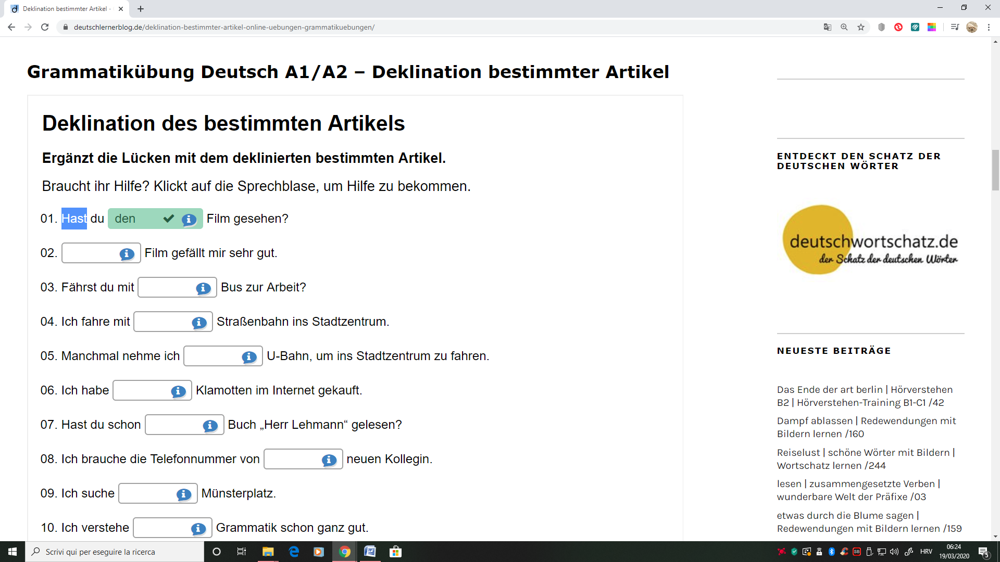 Deklination bestimmter Artikel -
deutschlernerblog.de/deklination-bestimmter-artikel-online-uebungen-grammatikuebungen/
Grammatikübung Deutsch A1/A2 – Deklination bestimmter Artikel
Deklination des bestimmten Artikels
Ergänzt die Lücken mit dem deklinierten bestimmten Artikel.
Braucht ihr Hilfe? Klickt auf die Sprechblase, um Hilfe zu bekommen.
01. Hast du den Film gesehen?
02. Film gefällt mir sehr gut.
03. Fährst du mit Bus zur Arbeit?
04. Ich fahre mit Straßenbahn ins Stadtzentrum.
05. Manchmal nehme ich U-Bahn, um ins Stadtzentrum zu fahren.
06. Ich habe Klamotten im Internet gekauft.
07. Hast du schon Buch „Herr Lehmann“ gelesen?
08. Ich brauche die Telefonnummer von neuen Kollegin.
09. Ich suche Münsterplatz.
10. Ich verstehe Grammatik schon ganz gut.
ENTDECKT DEN SCHATZ DER
DEUTSCHEN WÖRTER
deutschwortschatz.de
der Schatz der deutschen Wörter
NEUESTE BEITRÄGE
Das Ende der art berlin | Hörverstehen
B2 | Hörverstehen-Training B1-C1 /42
Dampf ablassen | Redewendungen mit
Bildern lernen /160
Reiselust | schöne Wörter mit Bildern |
Wortschatz lernen /244
lesen | zusammengesetzte Verben |
wunderbare Welt der Präfixe /03
etwas durch die Blume sagen |
Redewendungen mit Bildern lernen /159
Scrivi qui per eseguire la ricerca
SB
HRV
06:24
19/03/2020
5